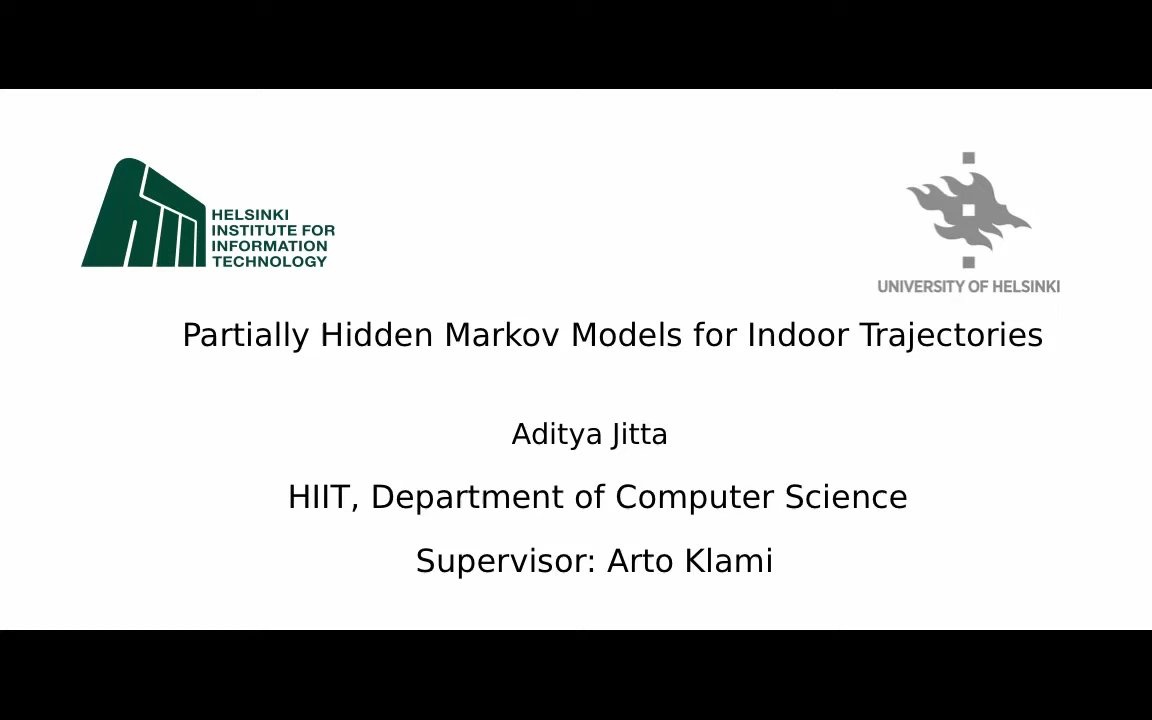 HELSINKI
INSTITUTE FOR
INFORMATION
TECHNOLOGY
UNIVERSITY OF HELSINKI
Partially Hidden Markov Models for Indoor Trajectories
Aditya Jitta
HIIT, Department of Computer Science
Supervisor: Arto Klami